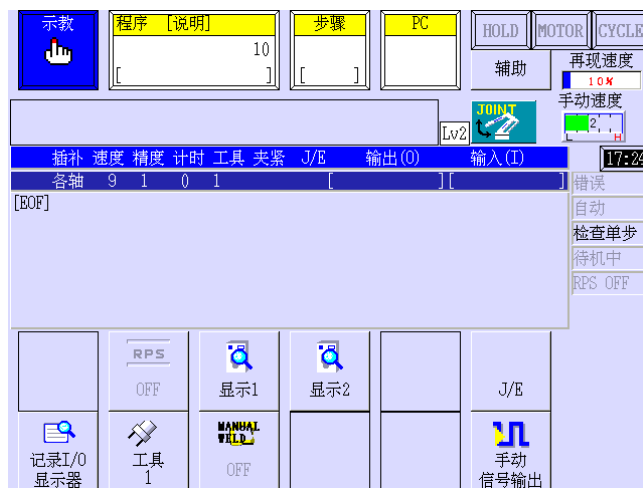 示教
程序 [说明]
步骤
PC
HOLD
MOTOR
CYCLE
10
[ ]
[ ]
辅助
再现速度
10%
手动速度
2
L H
Lv2
JOINT
插补 速度 精度 计时 工具 夹紧 J/E 输出(O) 输入(I)
17:24
各轴 9 1 0 1 [ ][ ]
错误
[EOF]
自动
检查单步
待机中
RPS OFF
RPS
OFF
显示1
显示2
J/E
记录I/O
显示器
工具
1
MANUAL
WELD
OFF
手动
信号输出